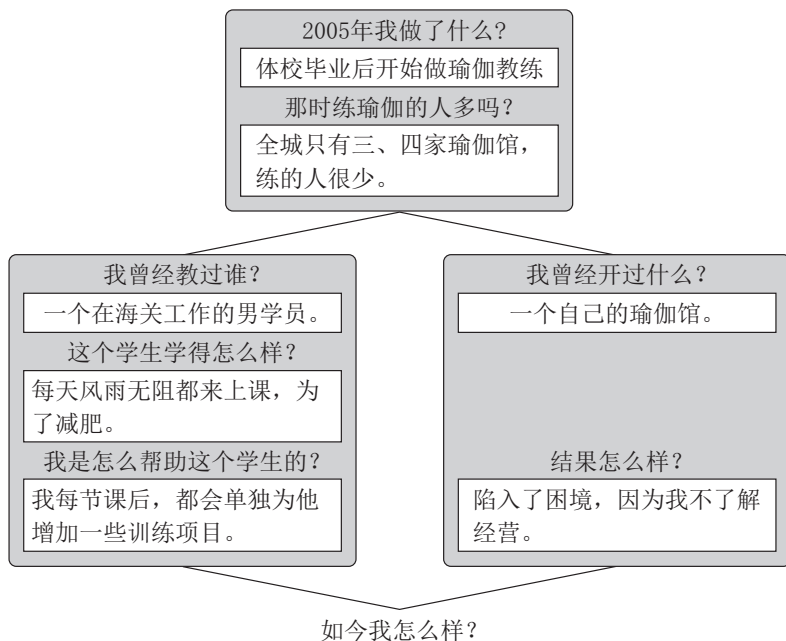 2005年我做了什么?
体校毕业后开始做瑜伽教练
那时练瑜伽的人多吗？
全城只有三、四家瑜伽馆，
练的人很少。
我曾经教过谁？
一个在海关工作的男学员。
这个学生学得怎么样？
每天风雨无阻都来上课，为
了减肥。
我是怎么帮助这个学生的？
我每节课后，都会单独为他
增加一些训练项目。
我曾经开过什么？
一个自己的瑜伽馆。
结果怎么样？
陷入了困境，因为我不了解
经营。
如今我怎么样？